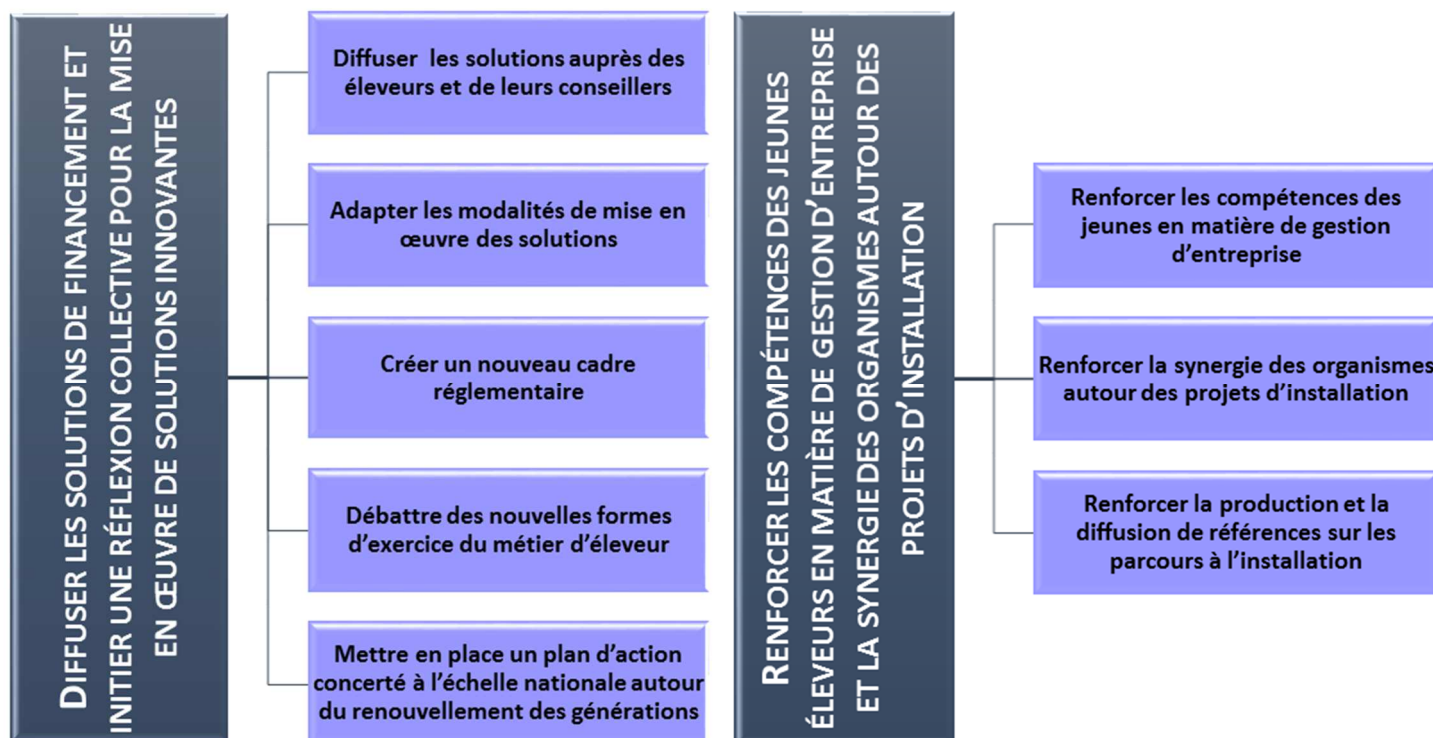 DIFFUSER LES SOLUTIONS DE FINANCEMENT ET
INITIER UNE RÉFLEXION COLLECTIVE POUR LA MISE
EN ŒUVRE DE SOLUTIONS INNOVANTES
Diffuser les solutions auprès des
éleveurs et de leurs conseillers
Adapter les modalités de mise en
œuvre des solutions
Créer un nouveau cadre
réglementaire
Débattre des nouvelles formes
d'exercice du métier d'éleveur
Mettre en place un plan d'action
concerté à l'échelle nationale autour
du renouvellement des générations
RENFORCER LES COMPÉTENCES DES JEUNES
ÉLEVEURS EN MATIÈRE DE GESTION D'ENTREPRISE
ET LA SYNERGIE DES ORGANISMES AUTOUR DES
PROJETS D'INSTALLATION
Renforcer les compétences des
jeunes en matière de gestion
d'entreprise
Renforcer la synergie des organismes
autour des projets d'installation
Renforcer la production et la
diffusion de références sur les
parcours à l'installation